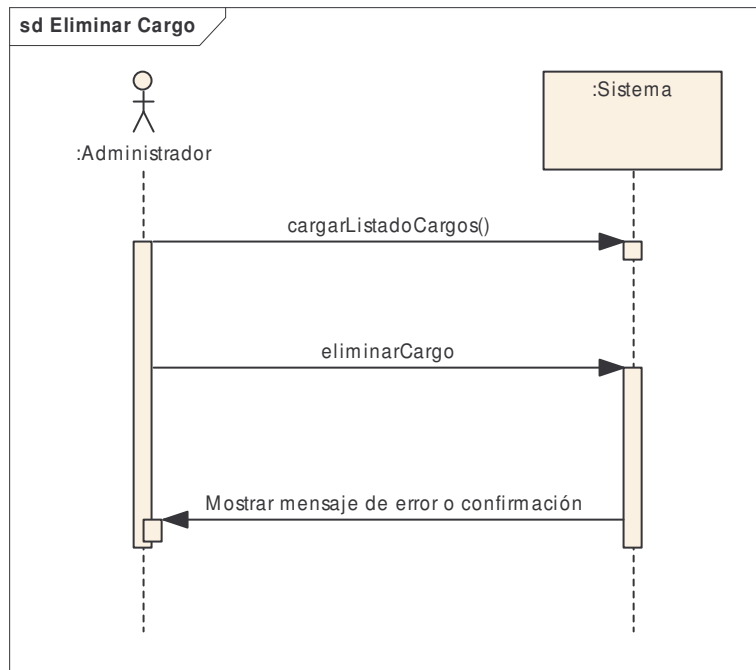 sd Eliminar Cargo
:Administrador
:Sistema
cargarListadoCargos()
eliminarCargo
Mostrar mensaje de error o confirmación